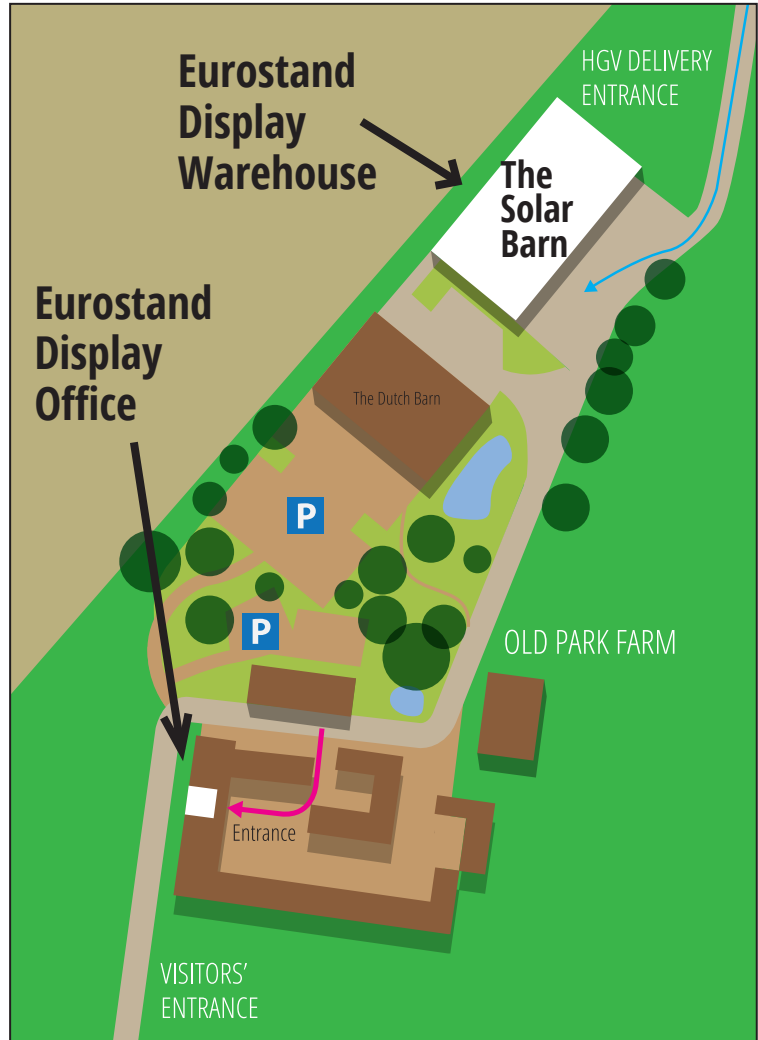 Eurostand
Display
Warehouse
HGV DELIVERY
ENTRANCE
The
Solar
Barn
Eurostand
Display
Office
The Dutch Barn
P
P
OLD PARK FARM
Entrance
VISITORS’
ENTRANCE